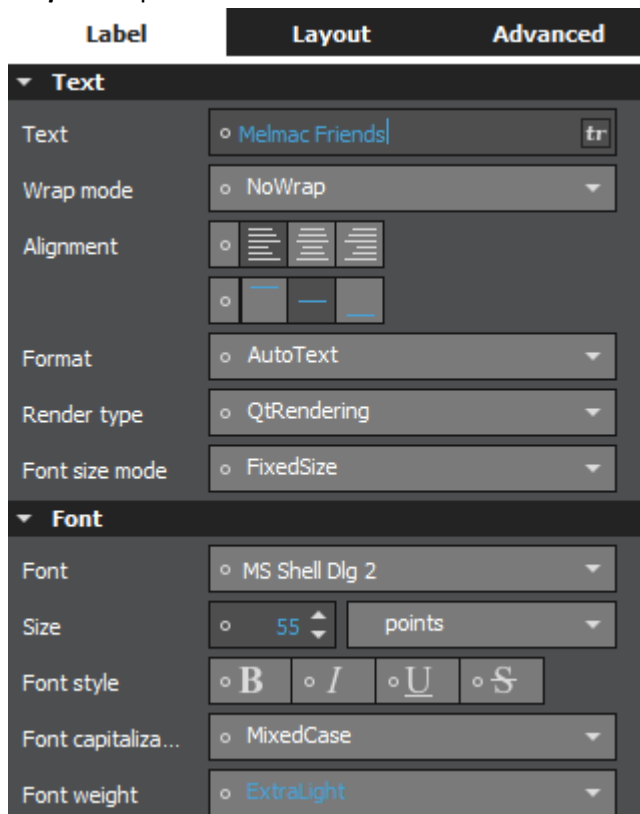 Label Layout Advanced
Text
Text Melmac Friends tr
Wrap mode NoWrap
Alignment
Format AutoText
Render type QtRendering
Font size mode FixedSize
Font
Font MS Shell Dlg 2
Size 55 points
Font style B I U S
Font capitaliza... MixedCase
Font weight ExtraLight